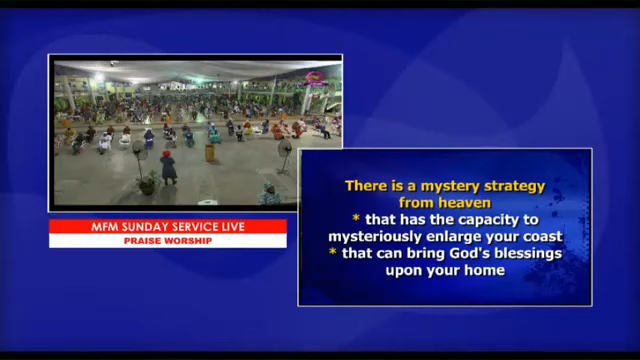 MFM SUNDAY SERVICE LIVE
PRAISE WORSHIP
There is a mystery strategy
from heaven
* that has the capacity to
mysteriously enlarge your coast
* that can bring God's blessings
upon your home